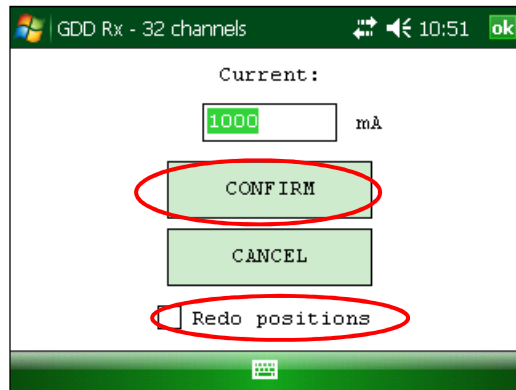 GDD Rx - 32 channels 10:51 ok
Current:
1000 mA
CONFIRM
CANCEL
Redo positions